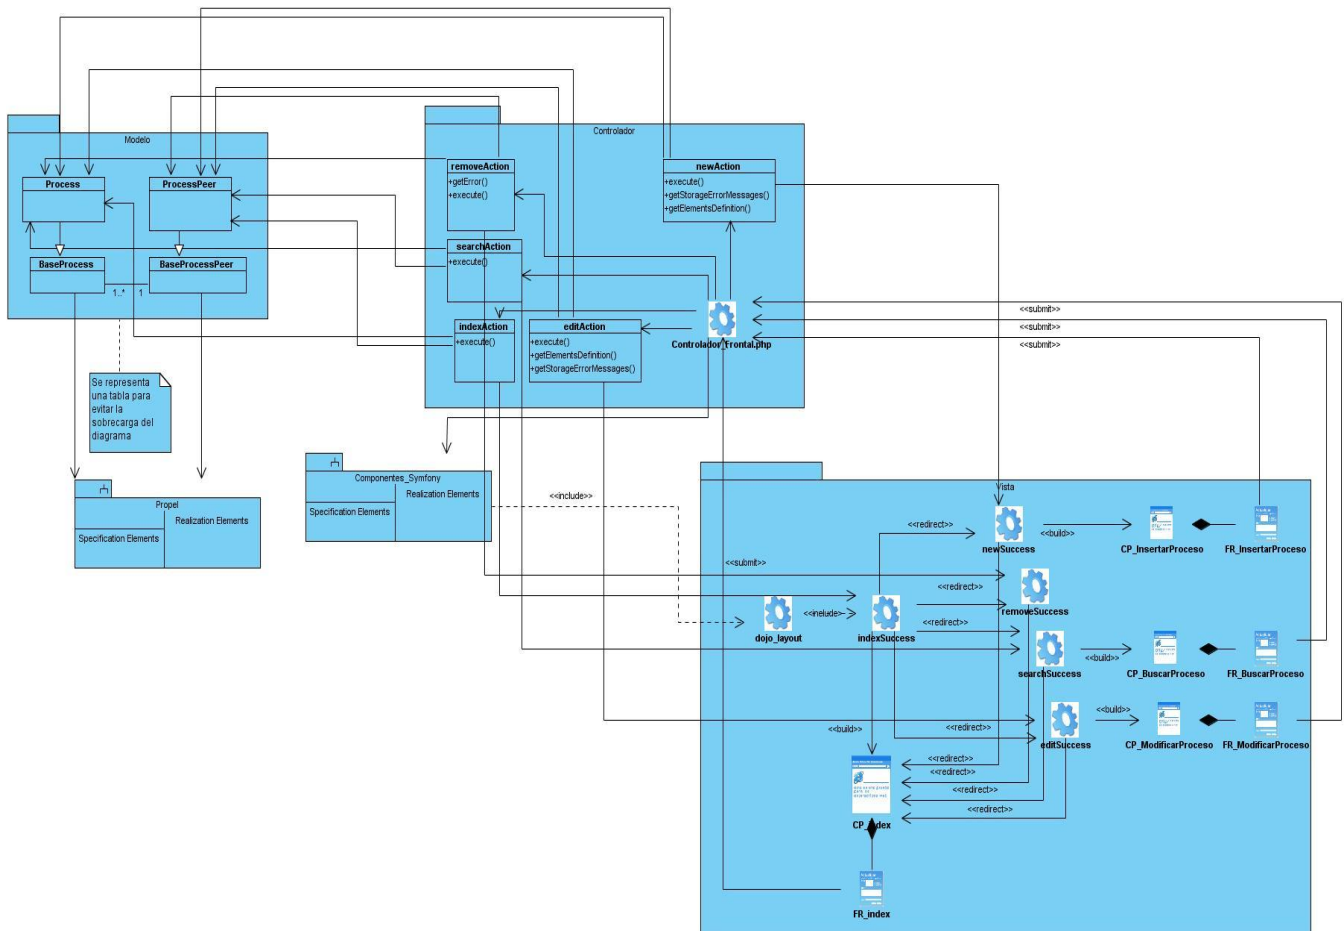 Modelo
Process
ProcessPeer
BaseProcess
BaseProcessPeer
1..*
1
Se representa
una tabla para
evitar la
sobrecarga del
diagrama
Propel
Realization Elements
Specification Elements
Controlador
removeAction
+getError()
+execute()
newAction
+execute()
+getStorageErrorMessages()
+getElementsDefinition()
searchAction
+execute()
indexAction
+execute()
editAction
+execute()
+getElementsDefinition()
+getStorageErrorMessages()
Controlador_Frontal.php
<<submit>>
<<submit>>
<<submit>>
Componentes_Symfony
Realization Elements
Specification Elements
<<include>>
<<submit>>
Vista
<<redirect>>
newSuccess
<<build>>
CP_InsertarProceso
FR_InsertarProceso
<<redirect>>
removeSuccess
dojo_layout
<<include>>
indexSuccess
<<redirect>>
searchSuccess
<<build>>
CP_BuscarProceso
FR_BuscarProceso
<<build>>
<<redirect>>
editSuccess
<<build>>
CP_ModificarProceso
FR_ModificarProceso
<<redirect>>
<<redirect>>
<<redirect>>
<<redirect>>
CP_Index
FR_index